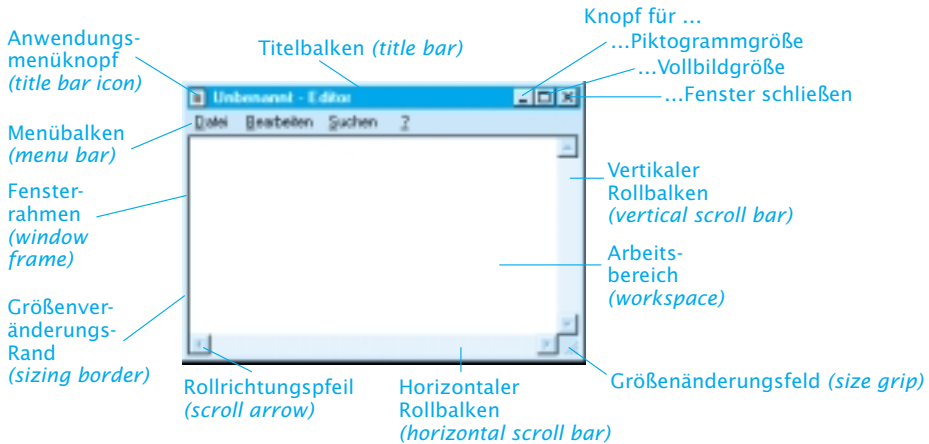 Knopf für ...
Anwendungs-
menüknopf
(title bar icon)
Titelbalken (title bar)
...Piktogrammgröße
...Vollbildgröße
...Fenster schließen
Unbenannt - Editor
Datei Bearbeiten Suchen ?
Menübalken
(menu bar)
Fenster-
rahmen
(window
frame)
Größenver-
änderungs-
Rand
(sizing border)
Vertikaler
Rollbalken
(vertical scroll bar)
Arbeits-
bereich
(workspace)
Größenänderungsfeld (size grip)
Rollrichtungspfeil
(scroll arrow)
Horizontaler
Rollbalken
(horizontal scroll bar)